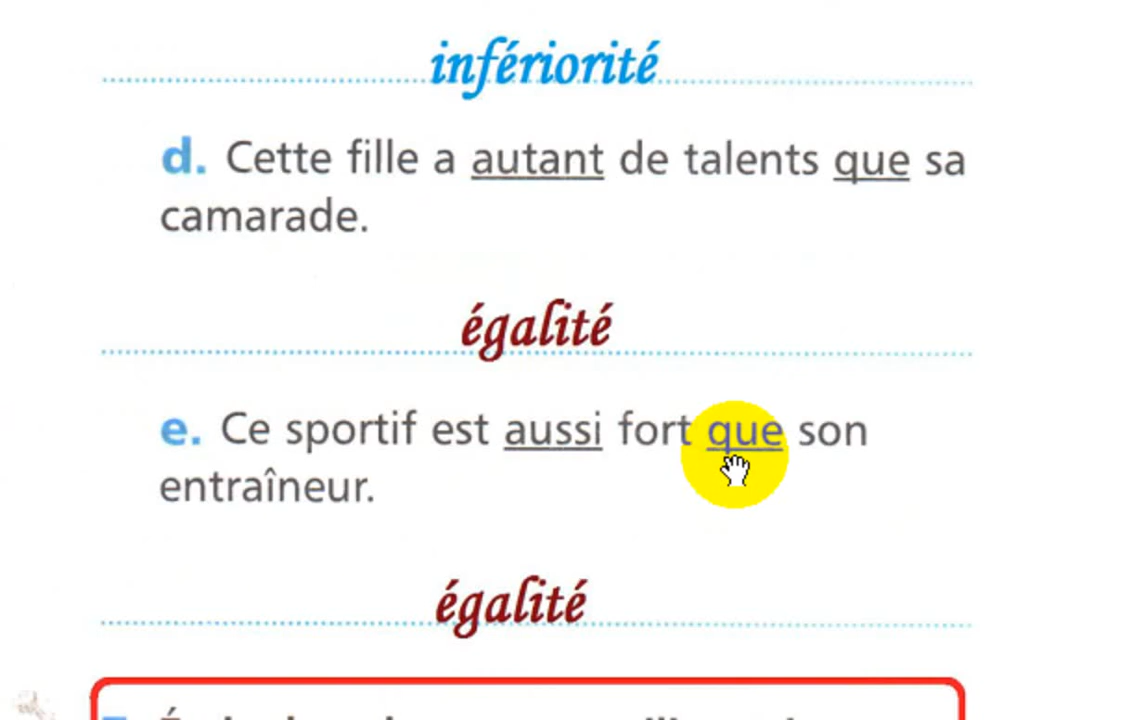 infériorité
d. Cette fille a autant de talents que sa
camarade.
égalité
e. Ce sportif est aussi fort que son
entraîneur.
égalité